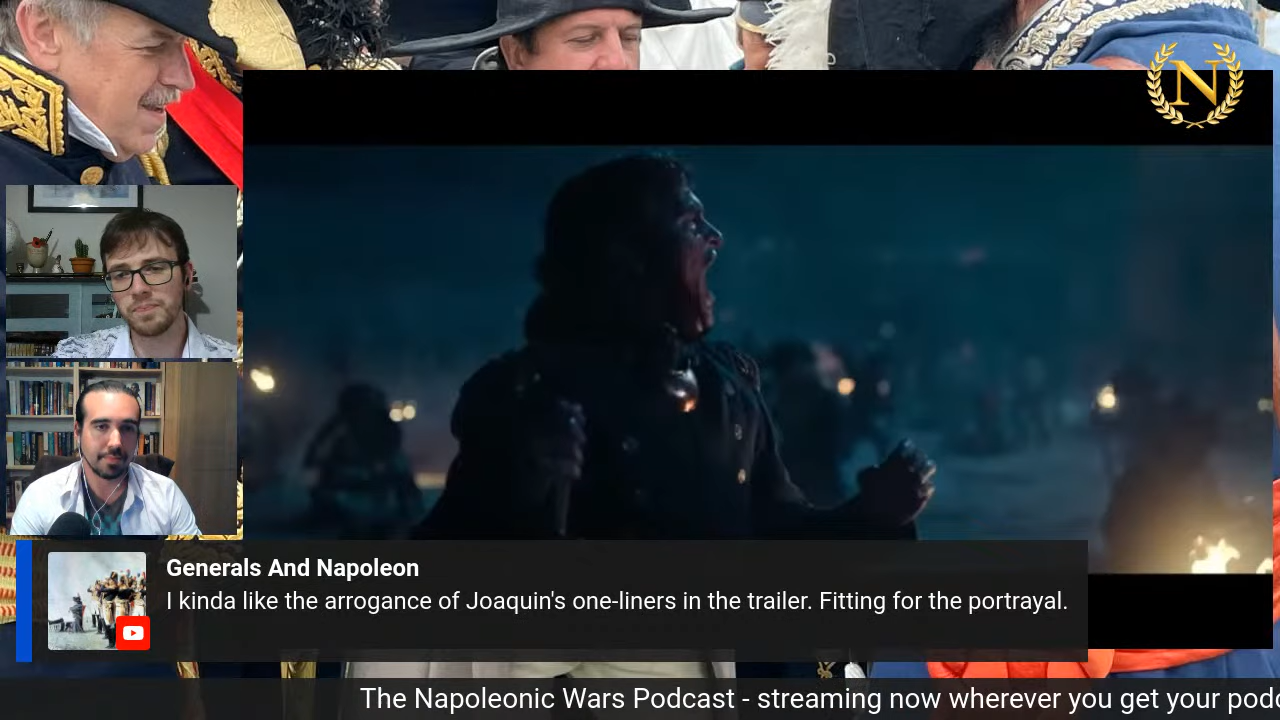 N
Generals And Napoleon
I kinda like the arrogance of Joaquin's one-liners in the trailer. Fitting for the portrayal.
The Napoleonic Wars Podcast - streaming now wherever you get your